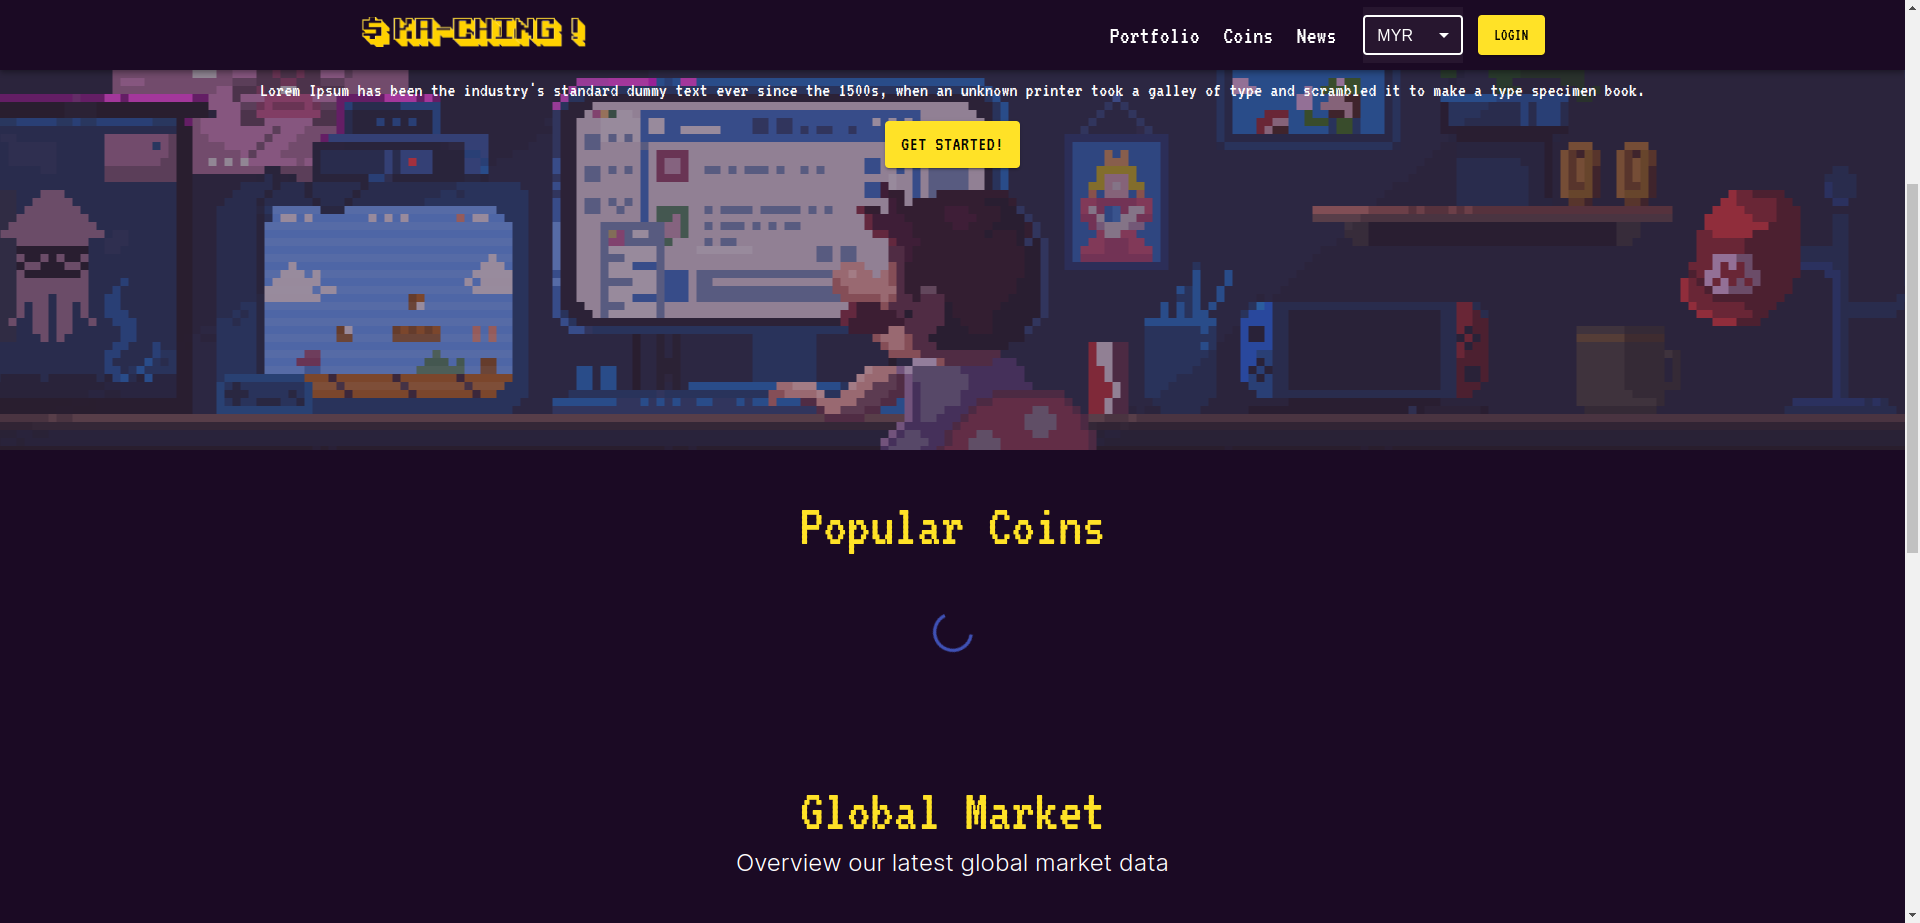 $ KA-CHING !
Portfolio
Coins
News
MYR
LOGIN
Lorem Ipsum has been the industry's standard dummy text ever since the 1500s, when an unknown printer took a galley of type and scrambled it to make a type specimen book.
GET STARTED!
Popular Coins
Global Market
Overview our latest global market data